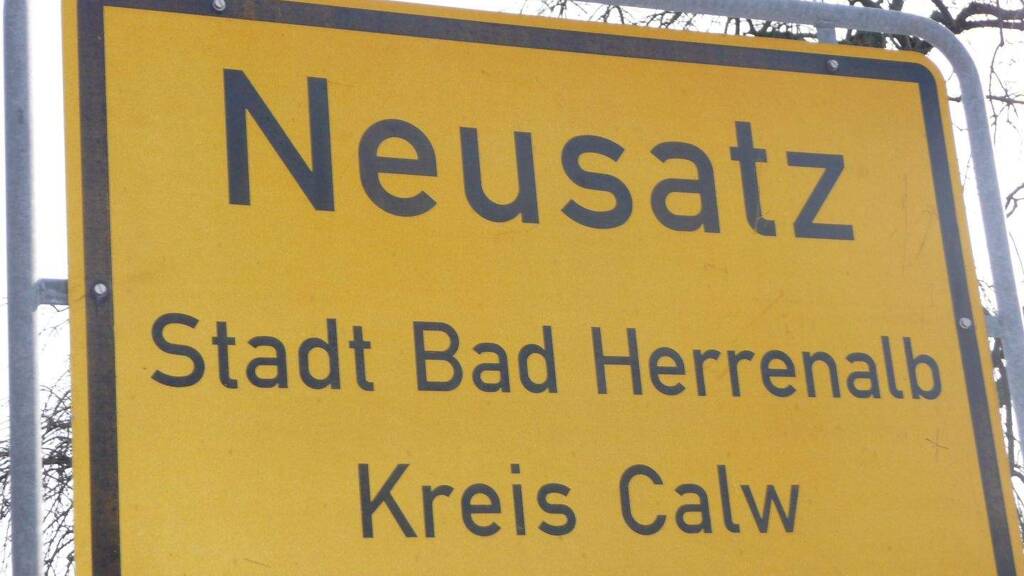 Neusatz
Stadt Bad Herrenalb
Kreis Calw